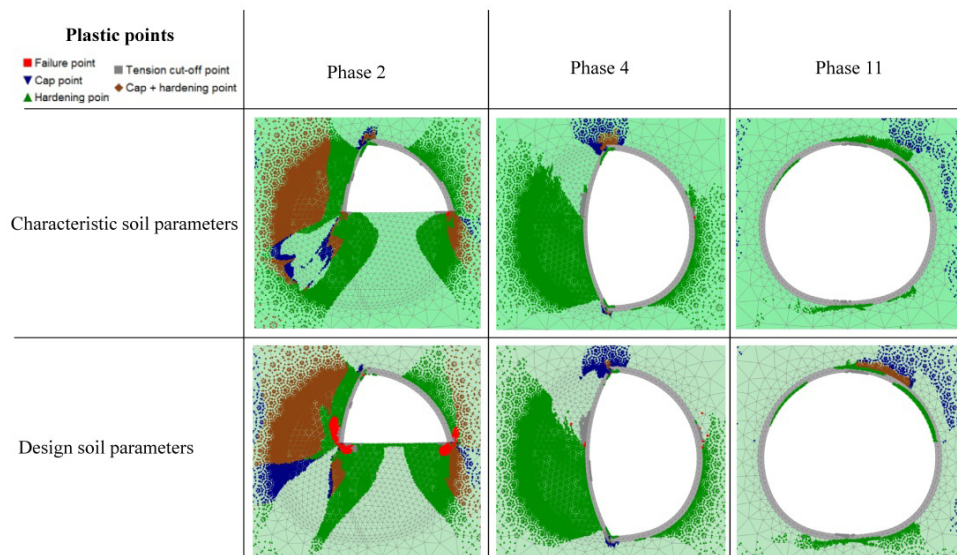 Plastic points
Failure point
Tension cut-off point
Cap point
Cap + hardening point
Hardening poin
Phase 2
Phase 4
Phase 11
Characteristic soil parameters
Design soil parameters